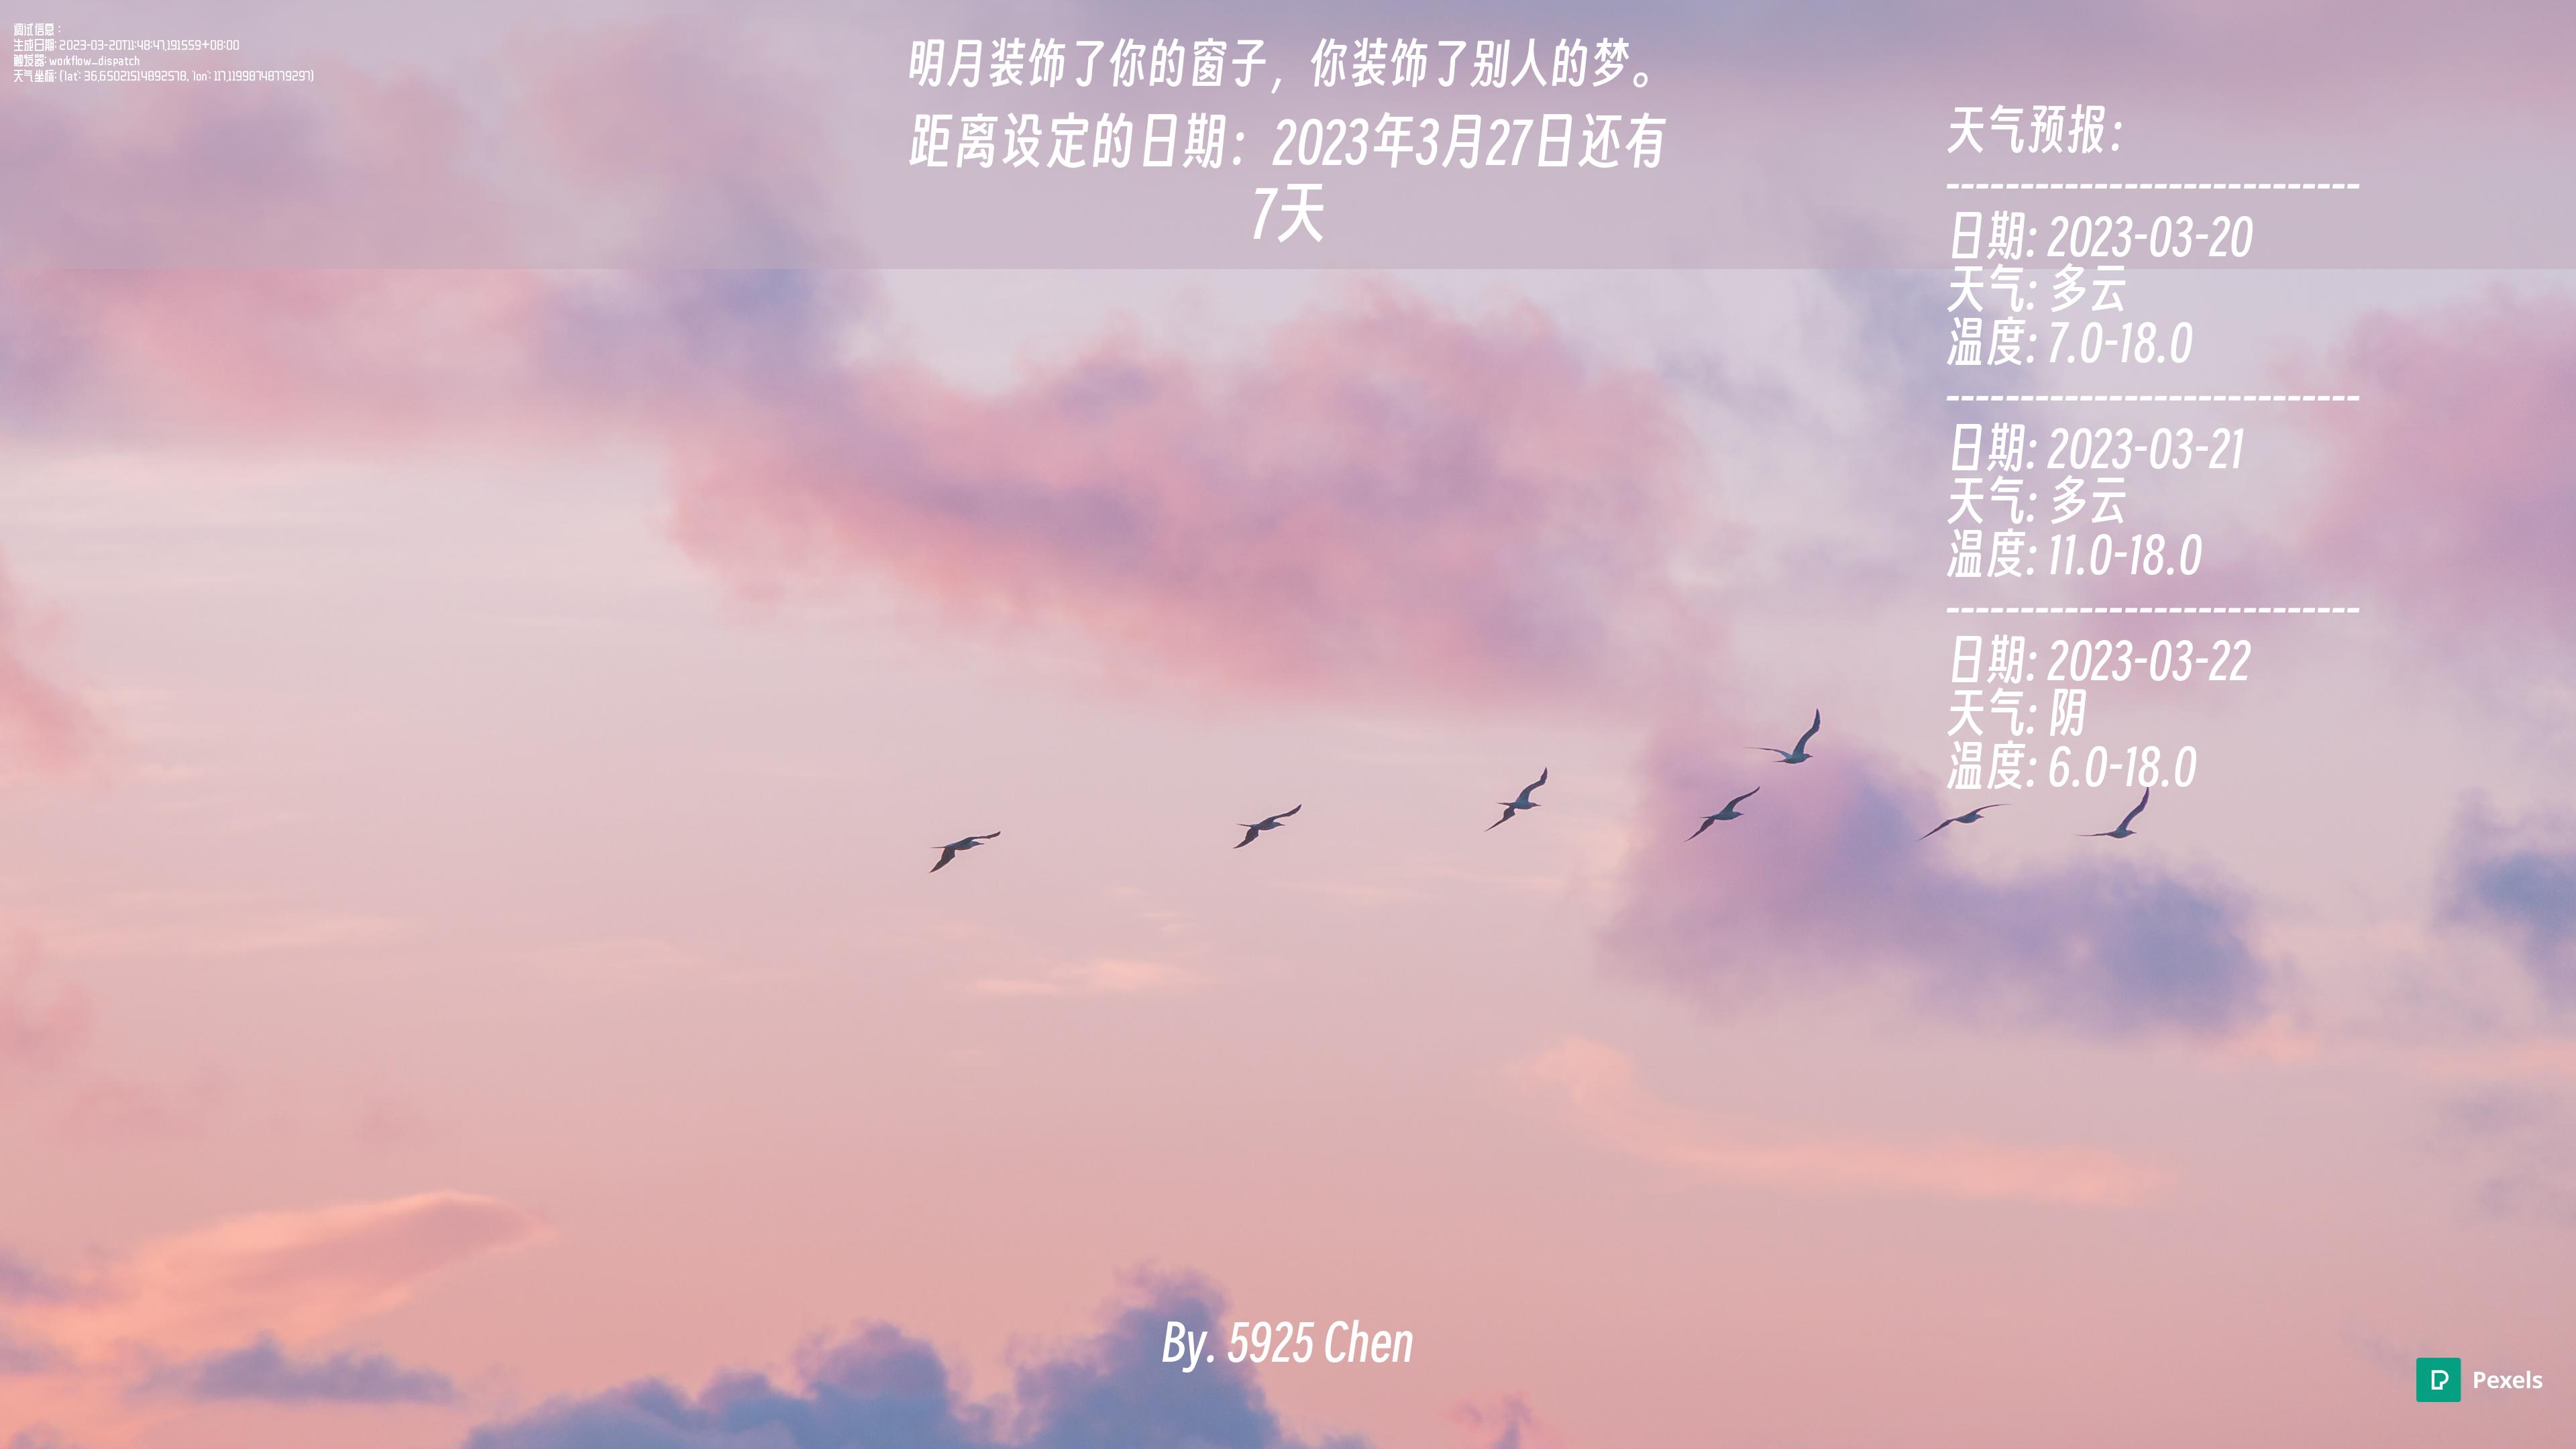 调试信息：
生成日期: 2023-03-20T11:48:47.191559+08:00
触发器: workflow_dispatch
天气坐标: {'lat': 36.65021514892578, 'lon': 117.11998748779297}
明月装饰了你的窗子，你装饰了别人的梦。
距离设定的日期：2023年3月27日还有
7天
天气预报：
----------------------------
日期: 2023-03-20
天气: 多云
温度: 7.0-18.0
----------------------------
日期: 2023-03-21
天气: 多云
温度: 11.0-18.0
----------------------------
日期: 2023-03-22
天气: 阴
温度: 6.0-18.0
By. 5925 Chen
Pexels